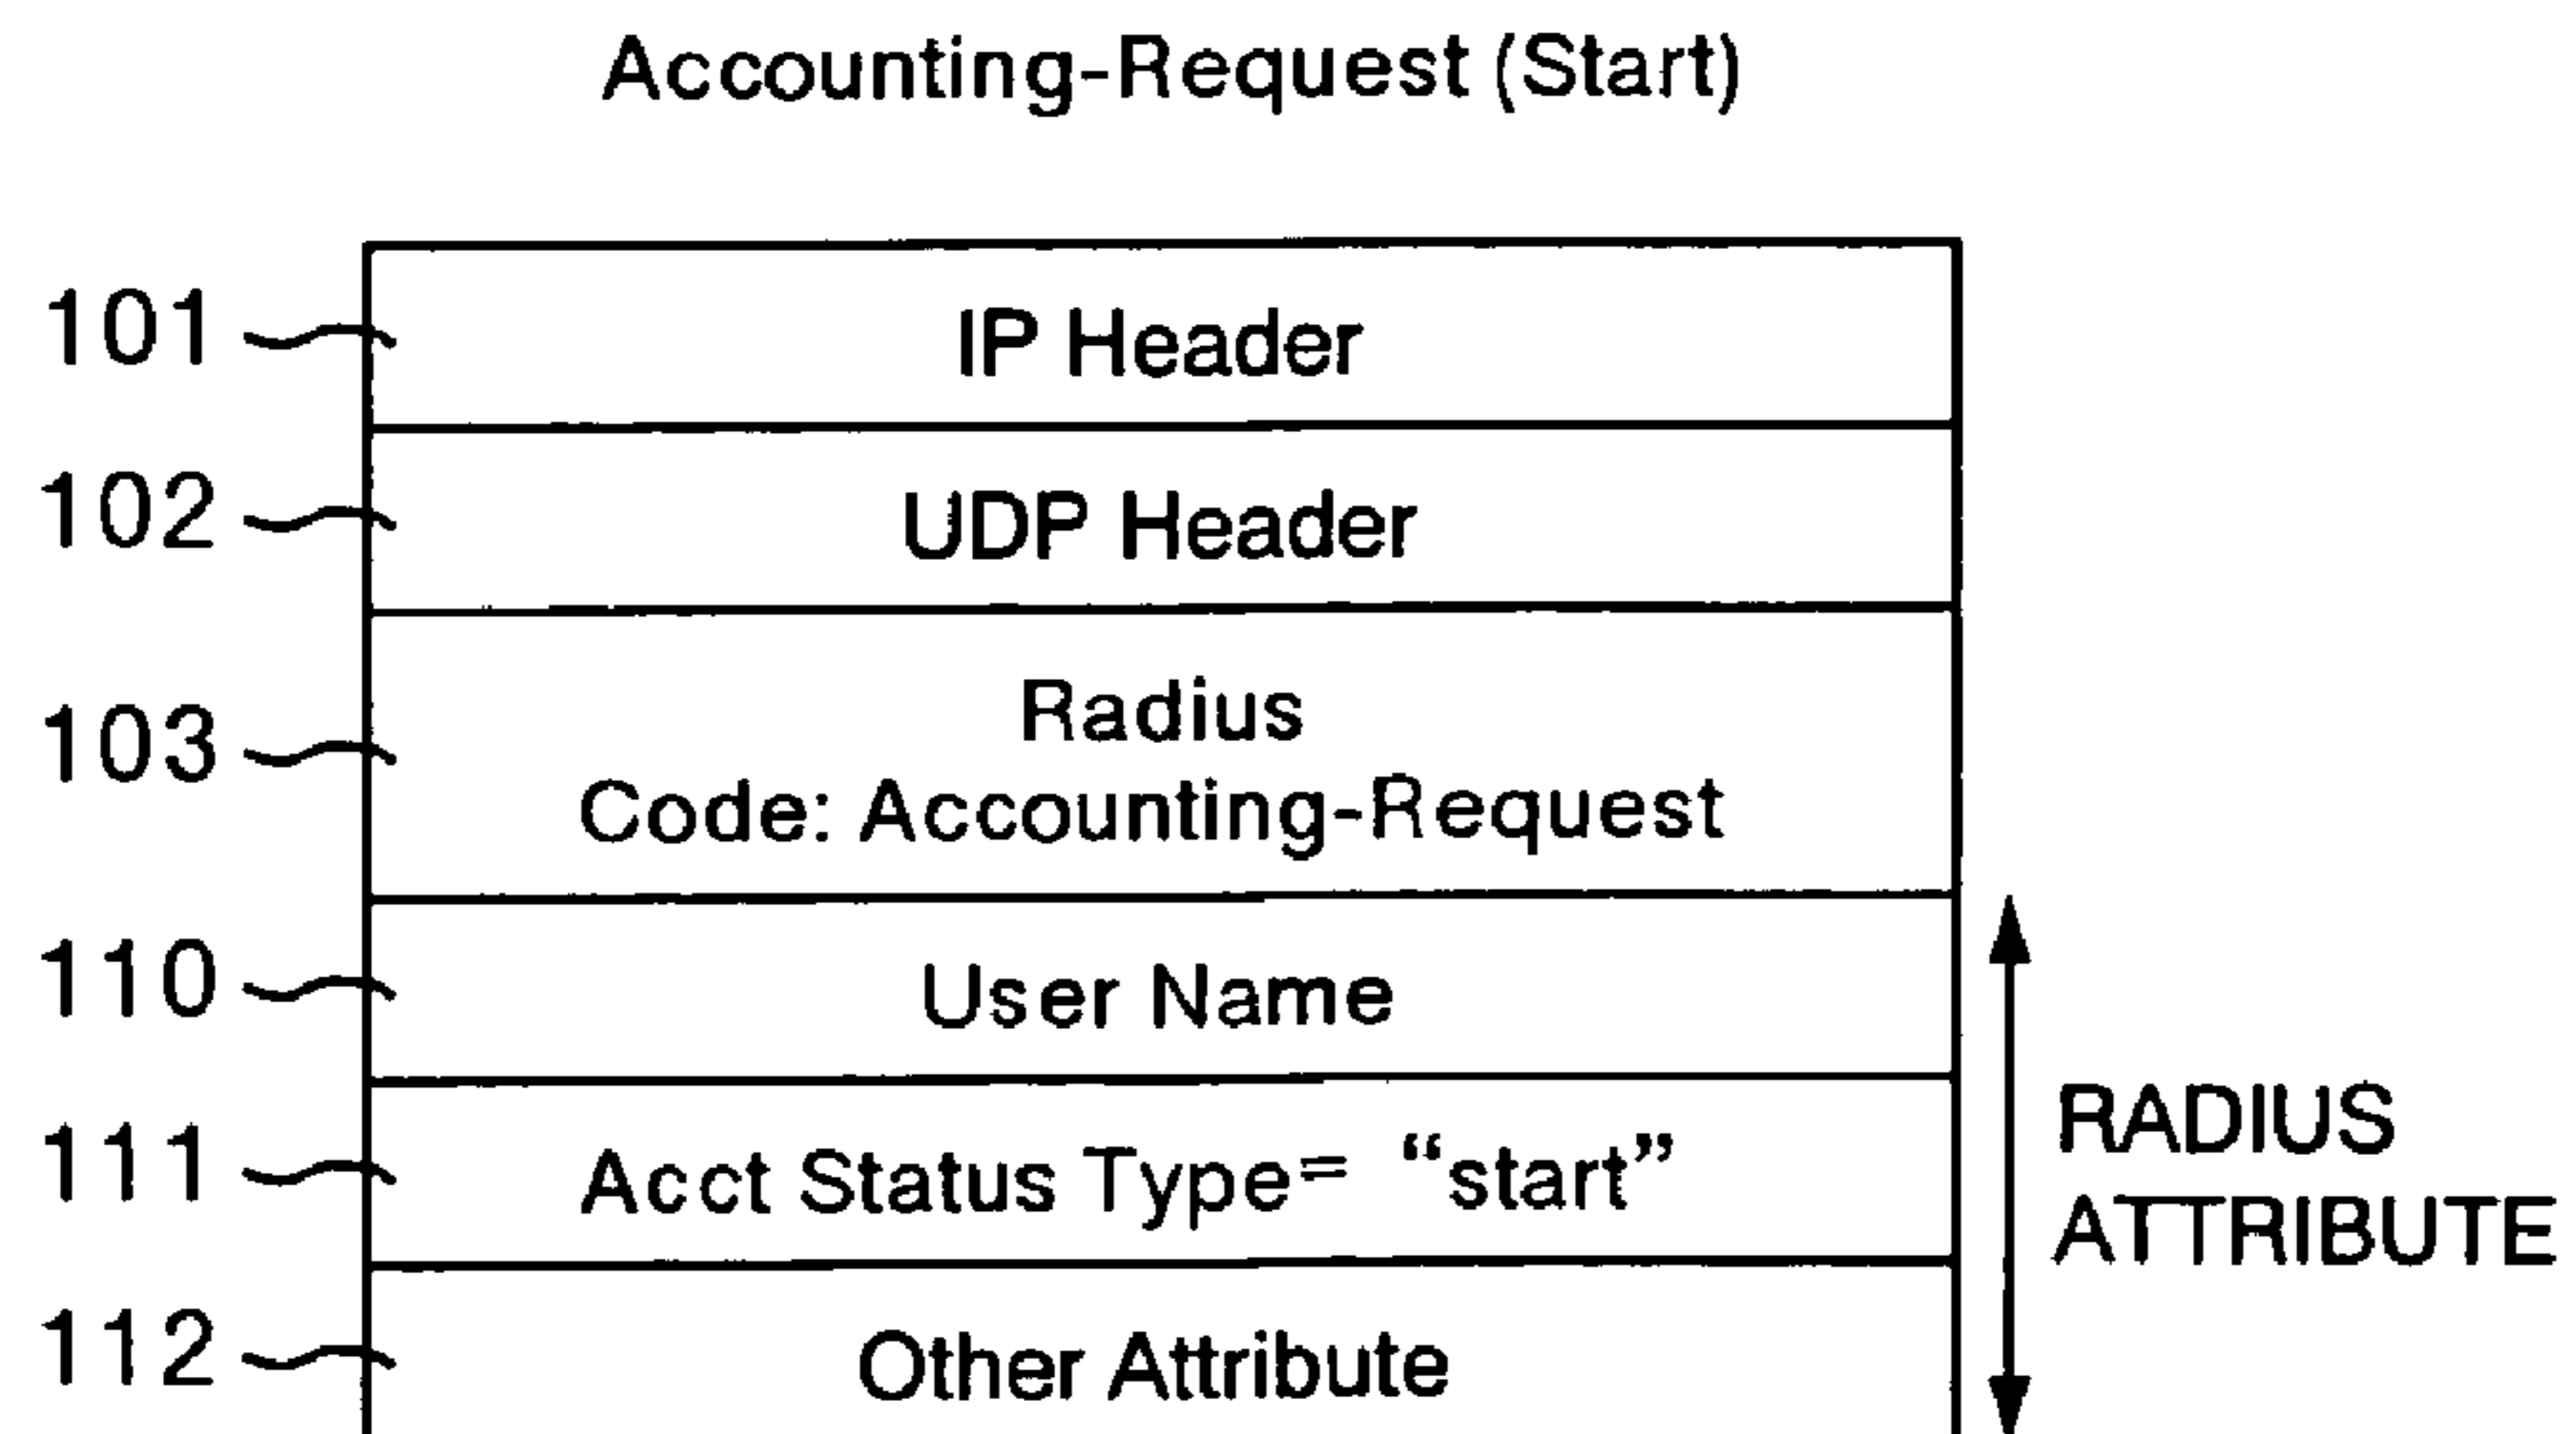 Accounting-Request (Start)
101 IP Header
102 UDP Header
103 Radius
Code: Accounting-Request
110 User Name
111 Acct Status Type= “start”
112 Other Attribute
RADIUS
ATTRIBUTE